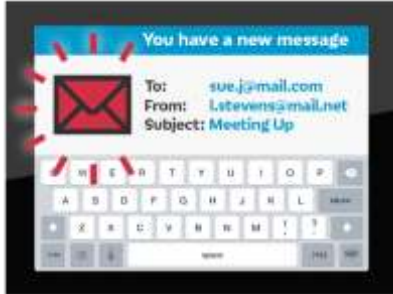 You have a new message
To: sue.j@mail.com
From: l.stevens@mail.net
Subject: Meeting Up
W E R T Y U I O P
A S D F G H J K L
Z X C V B N M ! ?